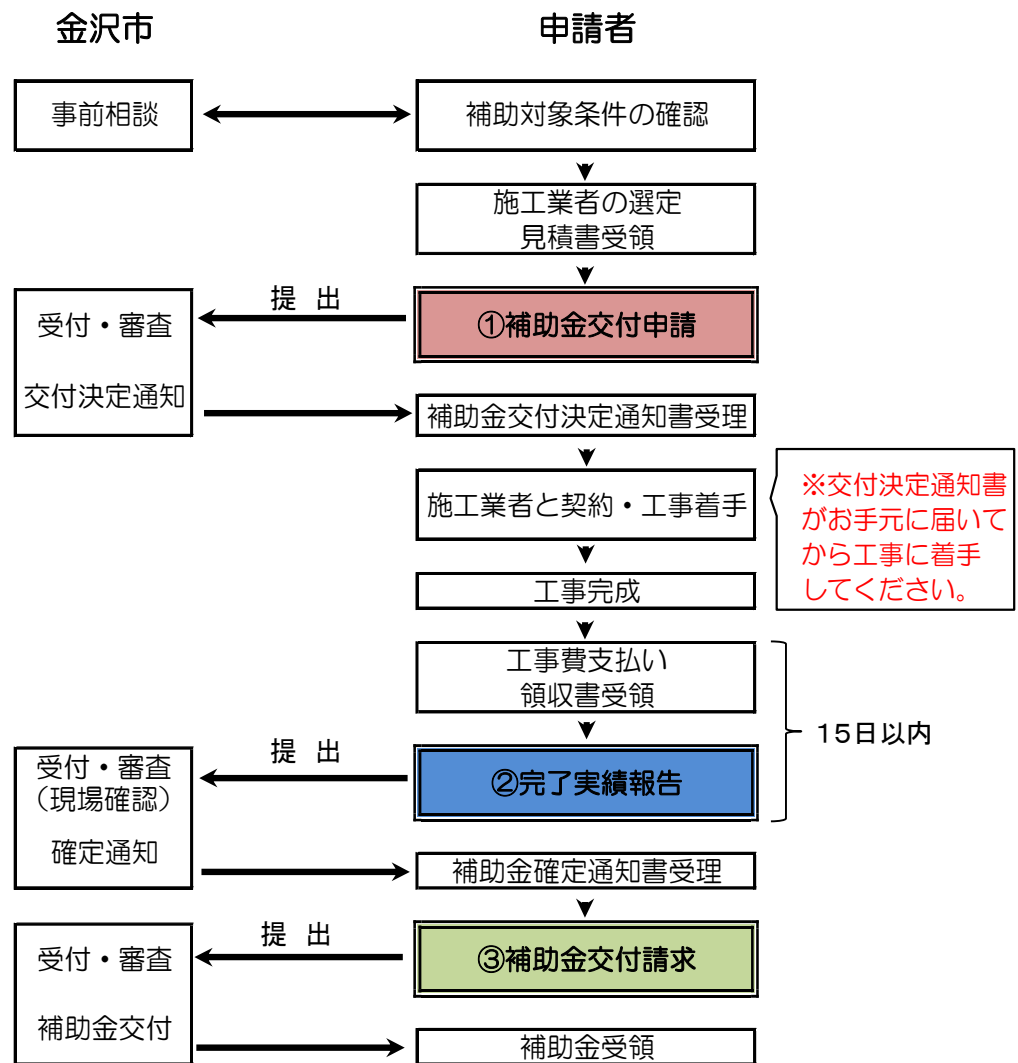 金沢市
申請者
事前相談
補助対象条件の確認
施工業者の選定
見積書受領
提 出
受付・審査
①補助金交付申請
交付決定通知
補助金交付決定通知書受理
施工業者と契約・工事着手
※交付決定通知書
がお手元に届いて
から工事に着手
してください。
工事完成
工事費支払い
領収書受領
15日以内
提 出
受付・審査
(現場確認)
②完了実績報告
確定通知
補助金確定通知書受理
提 出
受付・審査
③補助金交付請求
補助金交付
補助金受領